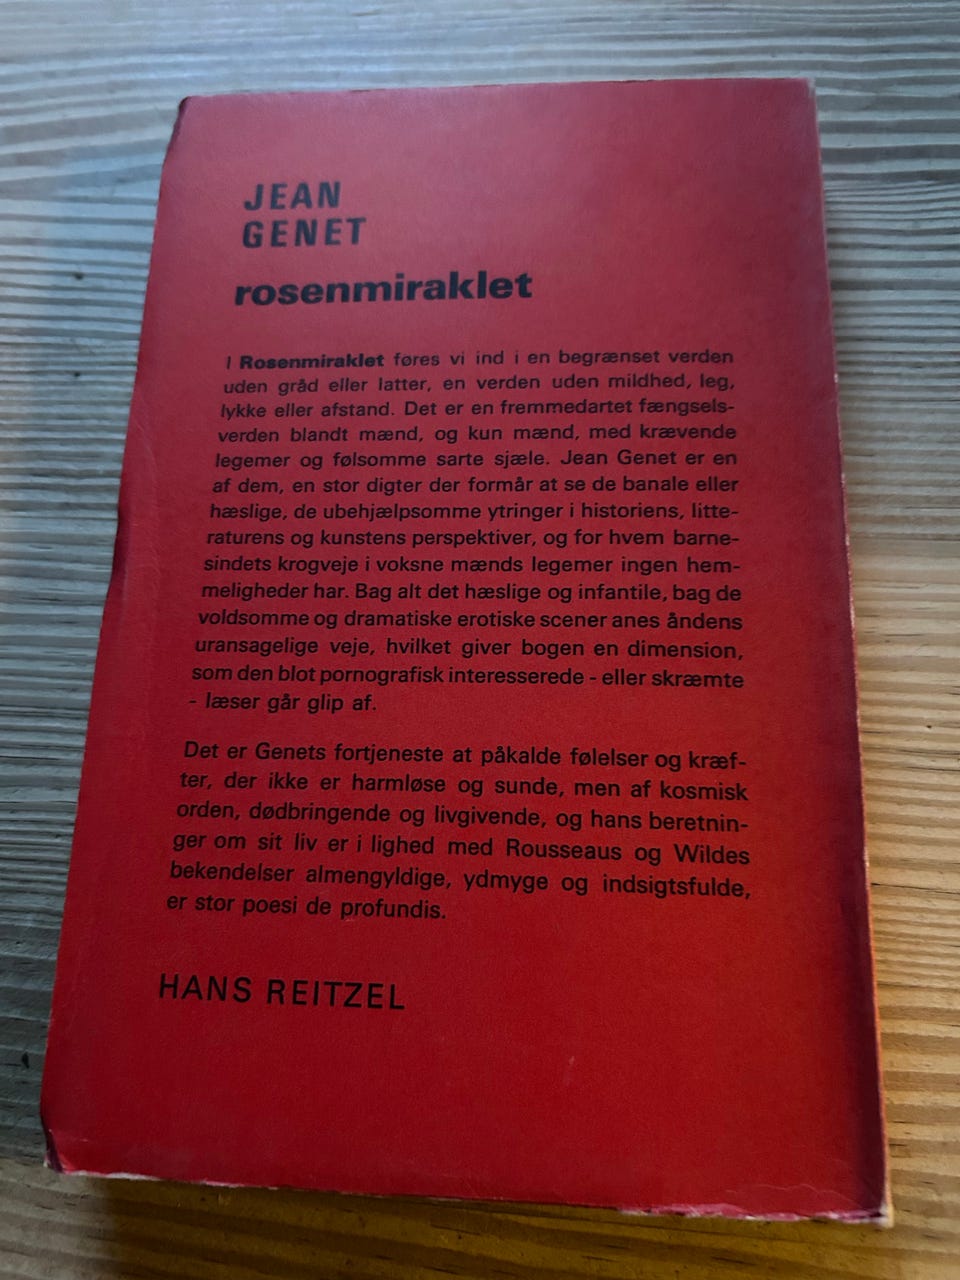 JEAN
GENET
rosenmiraklet
I Rosenmiraklet føres vi ind i en begrænset verden
uden gråd eller latter, en verden uden mildhed, leg,
lykke eller afstand. Det er en fremmedartet fængsels-
verden blandt mænd, og kun mænd, med krævende
legemer og følsomme sarte sjæle. Jean Genet er en
af dem, en stor digter der formår at se de banale eller
hæslige, de ubehjælpsomme ytringer i historiens, litte-
raturens og kunstens perspektiver, og for hvem barne-
sindets krogveje i voksne mænds legemer ingen hem-
meligheder har. Bag alt det hæslige og infantile, bag de
voldsomme og dramatiske erotiske scener anes åndens
uransagelige veje, hvilket giver bogen en dimension,
som den blot pornografisk interesserede - eller skræmte
- læser går glip af.
Det er Genets fortjeneste at påkalde følelser og kræf-
ter, der ikke er harmløse og sunde, men af kosmisk
orden, dødbringende og livgivende, og hans beretnin-
ger om sit liv er i lighed med Rousseaus og Wildes
bekendelser almengyldige, ydmyge og indsigtsfulde,
er stor poesi de profundis.
HANS REITZEL